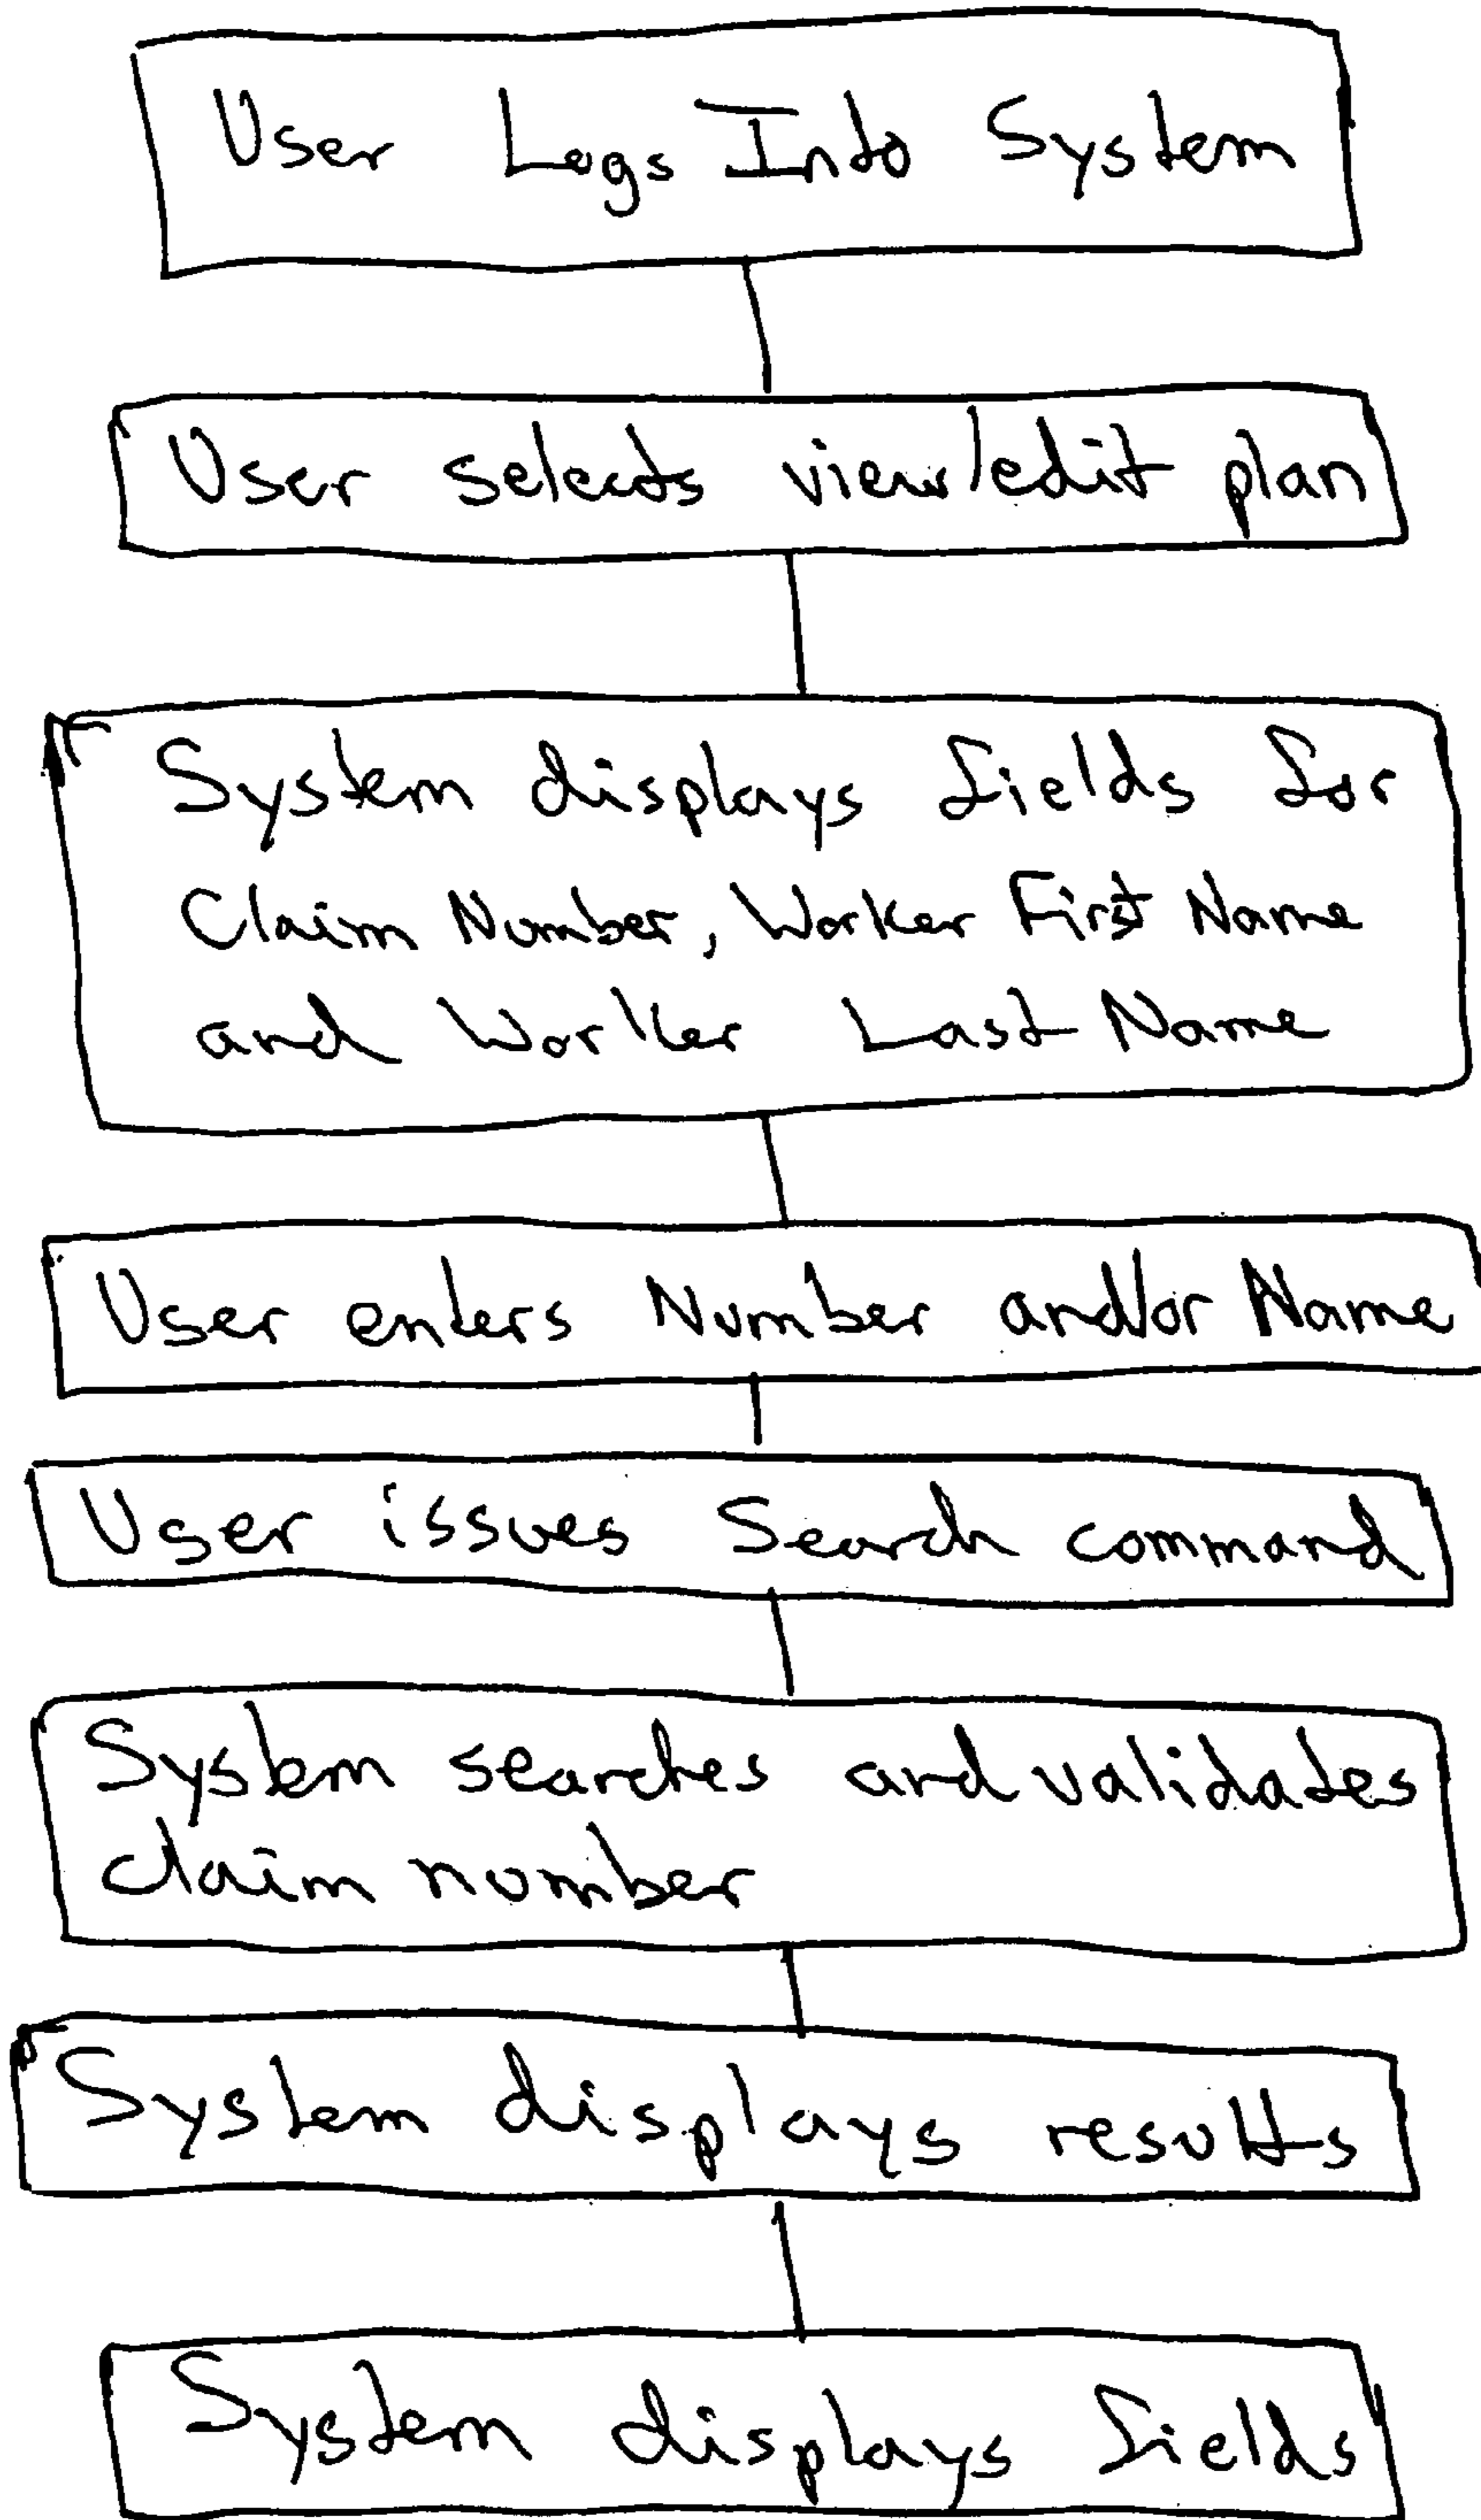 User Logs Into System
User selects view/edit plan
System displays fields for
Claim Number, Worker First Name
and Worker Last Name
User enters Number and/or Name
User issues Search command
System searches and validates
claim number
System displays results
System displays fields